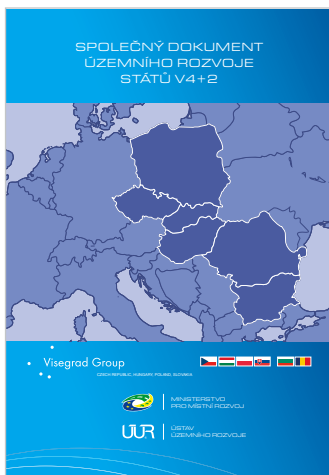 SPOLEČNÝ DOKUMENT
ÚZEMNÍHO ROZVOJE
STÁTŮ V4+2
Visegrad Group
CZECH REPUBLIC, HUNGARY, POLAND, SLOVAKIA
MINISTERSTVO
PRO MÍSTNÍ ROZVOJ
ÚÚR
ÚSTAV
ÚZEMNÍHO ROZVOJE